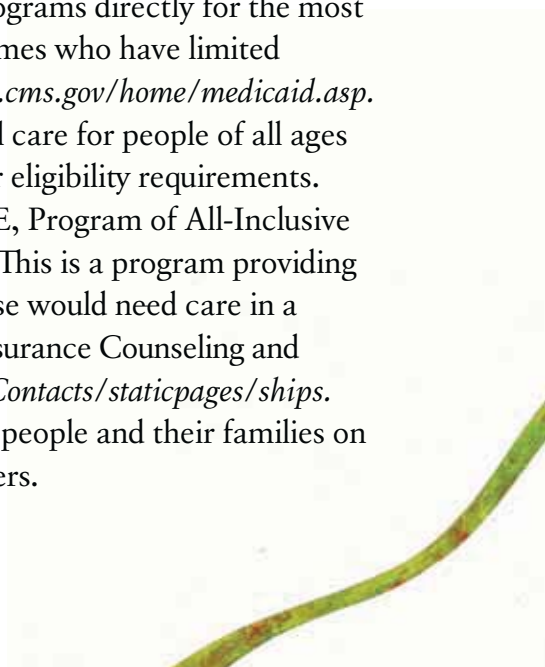 ograms directly for the most
mes who have limited
.cms.gov/home/medicaid.asp.
l care for people of all ages
r eligibility requirements.
E, Program of All-Inclusive
This is a program providing
se would need care in a
surance Counseling and
Contacts/staticpages/ships.
people and their families on
ers.